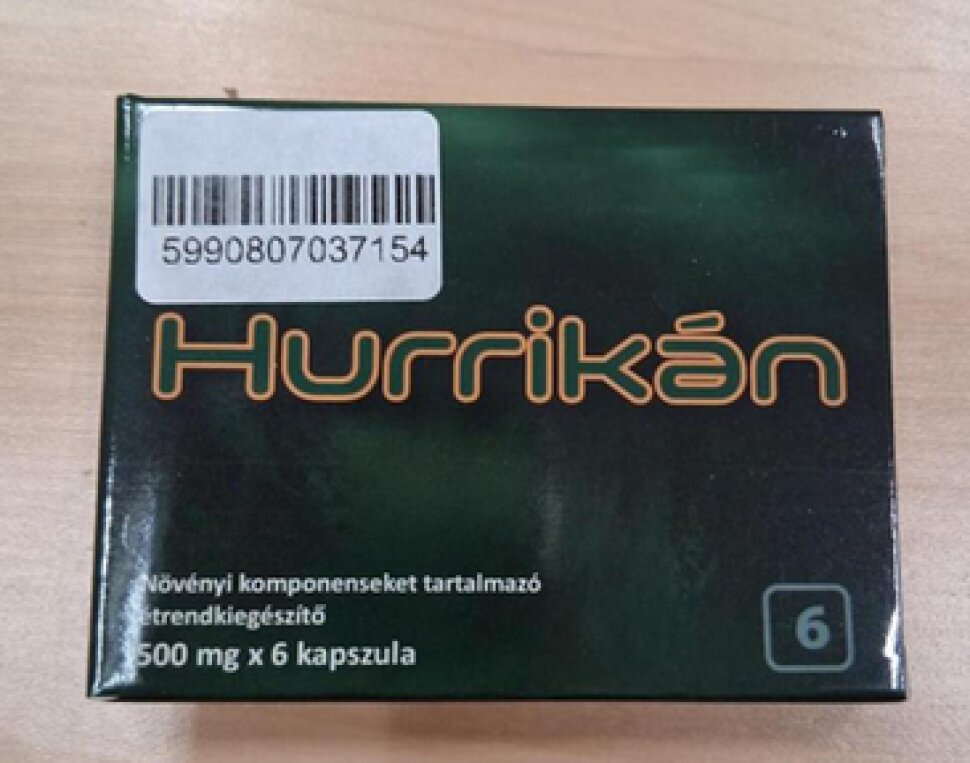 5990807037154
Hurrikán
Növényi komponenseket tartalmazó
étrendkiegészítő
500 mg x 6 kapszula
6